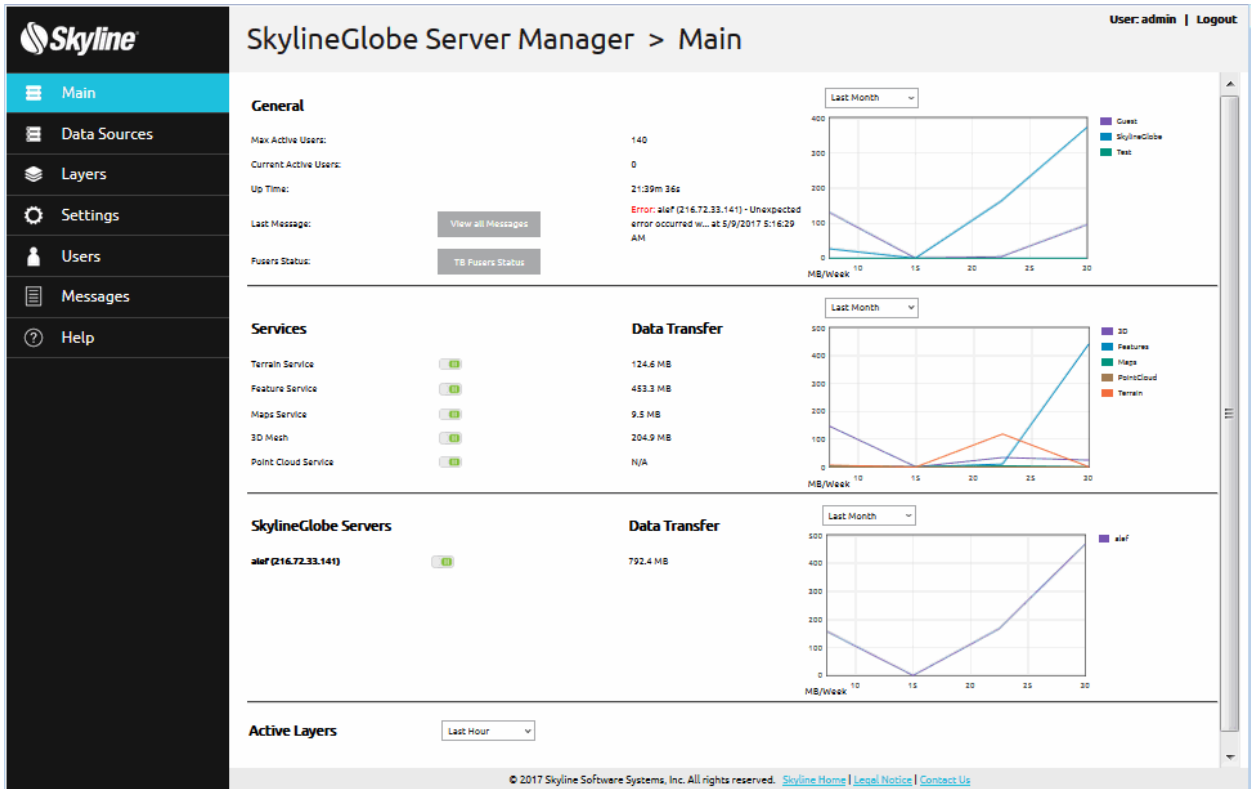 Skyline
SkylineGlobe Server Manager > Main
User: admin | Logout
Main
Data Sources
Layers
Settings
Users
Messages
Help
General
Max Active Users: 140
Current Active Users: 0
Up Time: 21:39m 36s
Last Message: View all Messages
Error: alef (216.72.33.141) - Unexpected
error occurred w... at 5/9/2017 5:16:29
AM
Fusers Status: TB Fusers Status
Last Month
400
300
200
100
0
MB/Week
10 15 20 25 30
Guest
SkylineGlobe
Test
Services Data Transfer
Terrain Service 124.6 MB
Feature Service 453.3 MB
Maps Service 9.5 MB
3D Mesh 204.9 MB
Point Cloud Service N/A
Last Month
500
400
300
200
100
0
MB/Week
10 15 20 25 30
3D
Features
Maps
PointCloud
Terrain
SkylineGlobe Servers Data Transfer
alef (216.72.33.141) 792.4 MB
Last Month
500
400
300
200
100
0
MB/Week
10 15 20 25 30
alef
Active Layers Last Hour
© 2017 Skyline Software Systems, Inc. All rights reserved. Skyline Home | Legal Notice | Contact Us